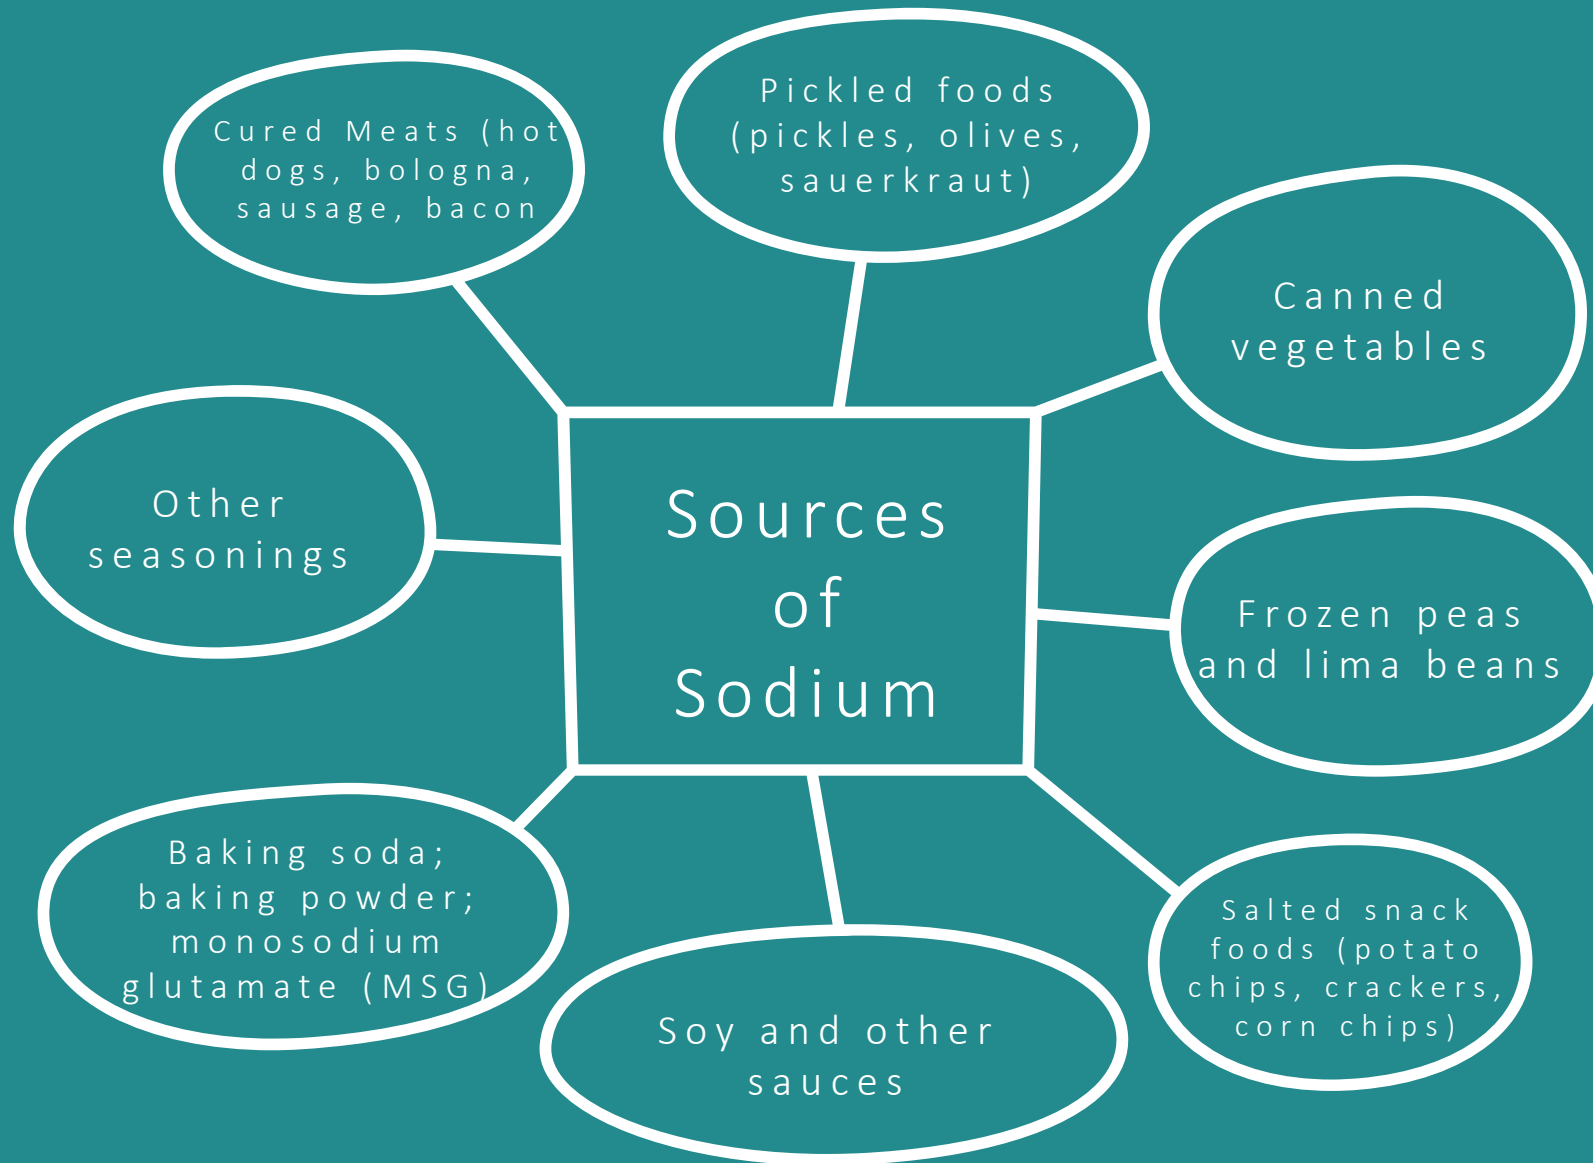 Cured Meats (hot
dogs, bologna,
sausage, bacon
Pickled foods
(pickles, olives,
sauerkraut)
Canned
vegetables
Other
seasonings
Sources
of
Sodium
Frozen peas
and lima beans
Baking soda;
baking powder;
monosodium
glutamate (MSG)
Soy and other
sauces
Salted snack
foods (potato
chips, crackers,
corn chips)